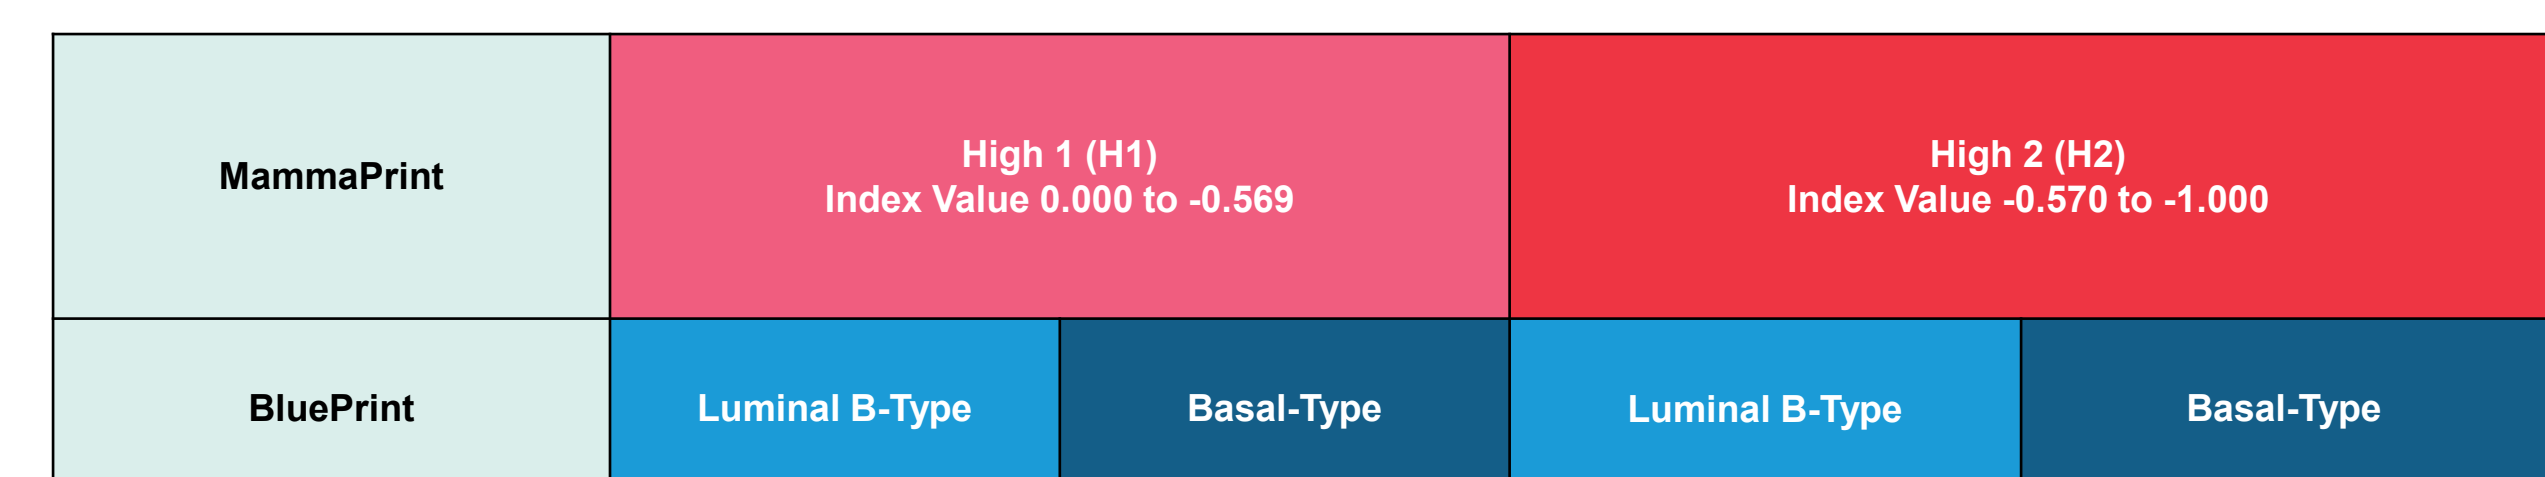 MammaPrint
High 1 (H1)
Index Value 0.000 to -0.569
High 2 (H2)
Index Value -0.570 to -1.000
BluePrint
Luminal B-Type
Basal-Type
Luminal B-Type
Basal-Type